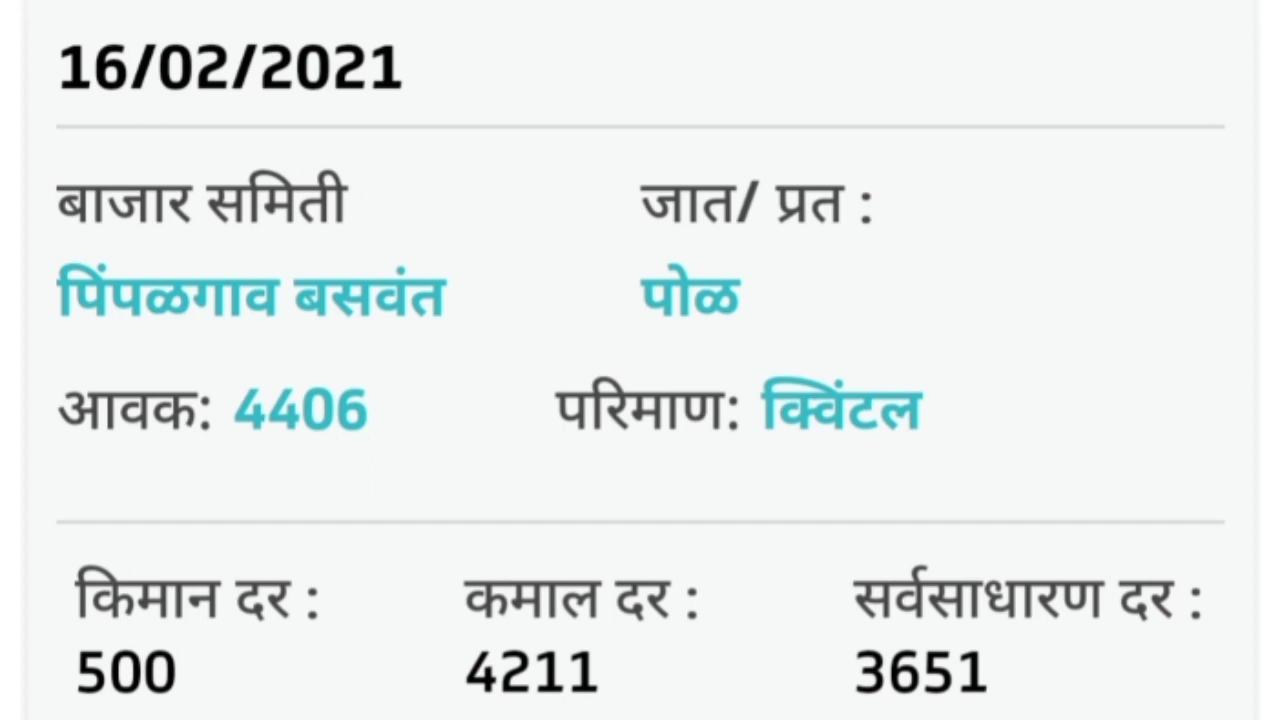 16/02/2021
बाजार समिती जात/ प्रत :
पिंपळगाव बसवंत पोळ
आवक: 4406 परिमाण: क्विंटल
किमान दर : कमाल दर : सर्वसाधारण दर :
500 4211 3651